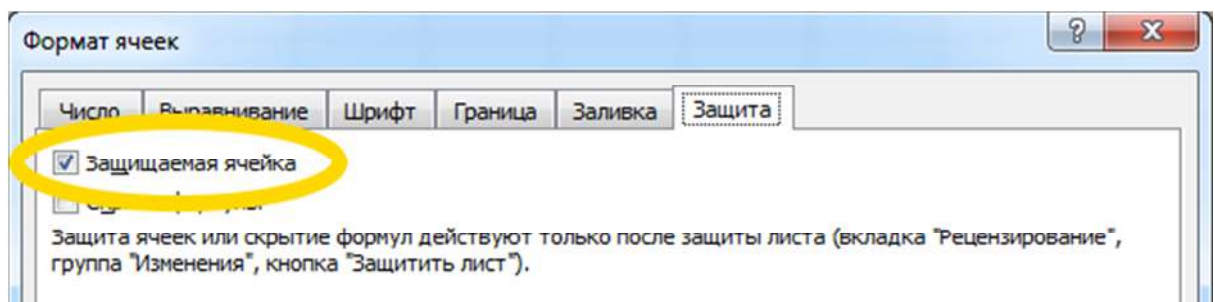 Формат ячеек
Число Выравнивание Шрифт Граница Заливка Защита
Защищаемая ячейка
Защита ячеек или скрытие формул действуют только после защиты листа (вкладка "Рецензирование",
группа "Изменения", кнопка "Защитить лист").